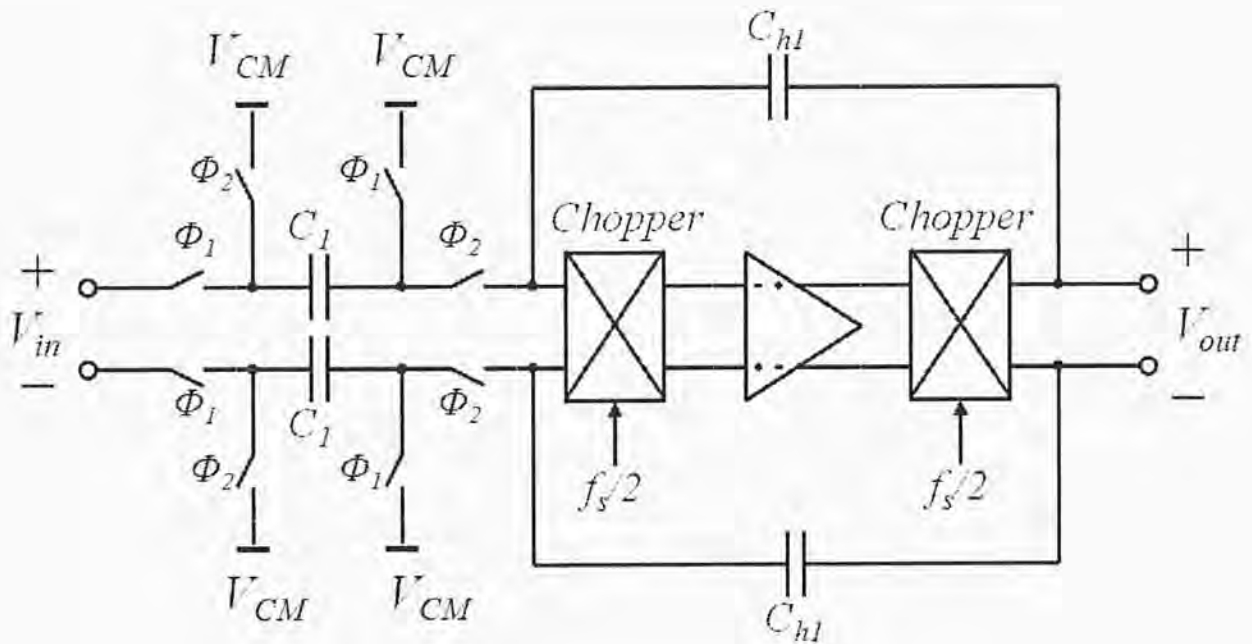 V_CM V_CM
C_h1
Φ_2 Φ_1
Chopper Chopper
Φ_1 C_1 Φ_2
+ - + +
V_in V_out
− + - −
Φ_1 C_1 Φ_2
Φ_2 Φ_1
f_s/2 f_s/2
V_CM V_CM
C_h1